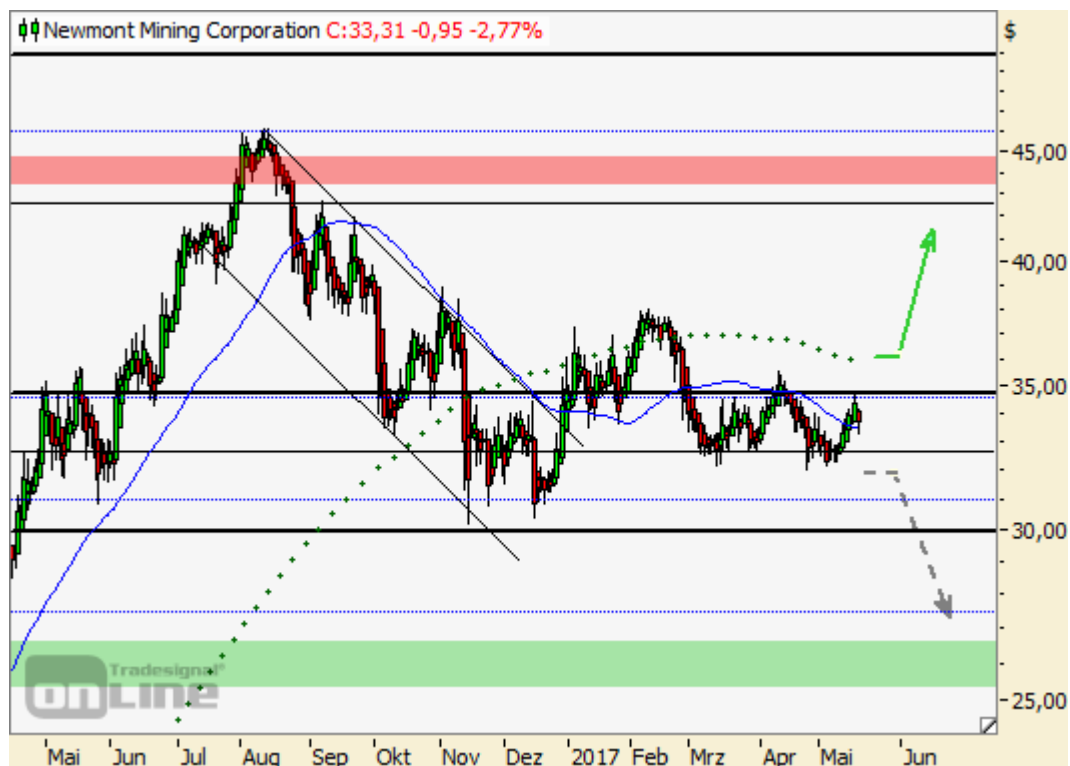 Newmont Mining Corporation C:33,31 -0,95 -2,77%
$
45,00
40,00
35,00
30,00
25,00
Tradesignal®
onLine
Mai Jun Jul Aug Sep Okt Nov Dez 2017 Feb Mrz Apr Mai Jun